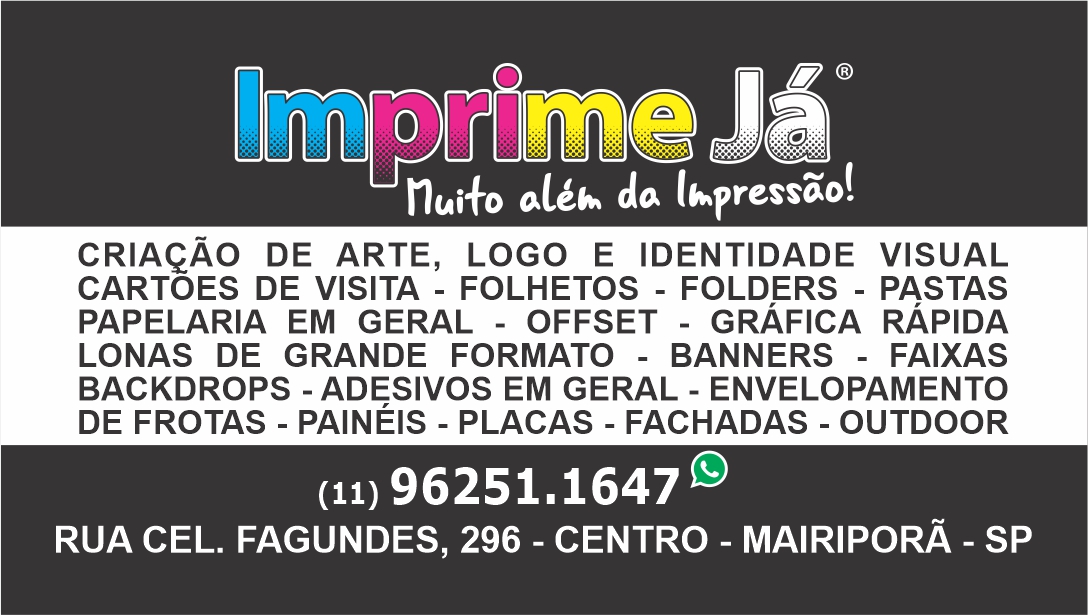 Imprime Já®
Muito além da Impressão!
CRIAÇÃO DE ARTE, LOGO E IDENTIDADE VISUAL
CARTÕES DE VISITA - FOLHETOS - FOLDERS - PASTAS
PAPELARIA EM GERAL - OFFSET - GRÁFICA RÁPIDA
LONAS DE GRANDE FORMATO - BANNERS - FAIXAS
BACKDROPS - ADESIVOS EM GERAL - ENVELOPAMENTO
DE FROTAS - PAINÉIS - PLACAS - FACHADAS - OUTDOOR
(11) 96251.1647
RUA CEL. FAGUNDES, 296 - CENTRO - MAIRIPORÃ - SP